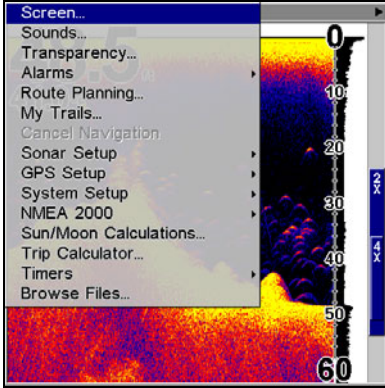 Screen...
Sounds...
Transparency...
Alarms
Route Planning...
My Trails...
Cancel Navigation
Sonar Setup
GPS Setup
System Setup
NMEA 2000
Sun/Moon Calculations...
Trip Calculator...
Timers
Browse Files...
0
10
20
30
40
50
60
2X
4X